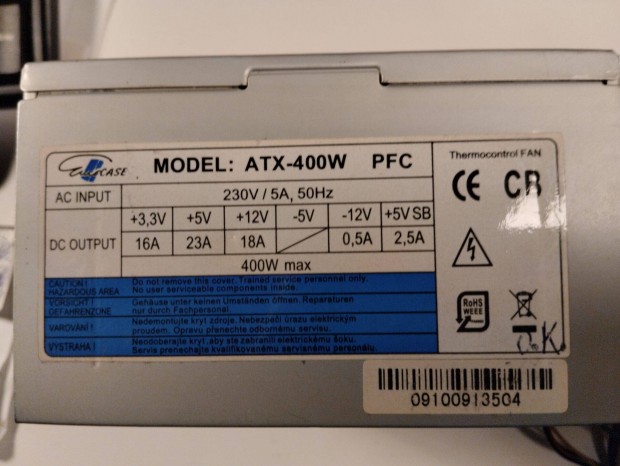 EuroCASE MODEL: ATX-400W PFC
AC INPUT 230V / 5A, 50Hz
+3,3V +5V +12V -5V -12V +5V SB
DC OUTPUT 16A 23A 18A 0,5A 2,5A
400W max
CAUTION ! Do not remove this cover. Trained service personnel only.
HAZARDOUS AREA No user serviceable components inside.
VORSICHT ! Gehäuse unter keinen Umständen öffnen. Reparaturen
GEFAHRENZONE nur durch Fachpersonal.
VAROVÁNÍ ! Nedemontujte kryt zdroje. Nebezpečí úrazu elektrickým
proudem. Opravu přenechte odbornému servisu.
VÝSTRAHA ! Neodoberajte kryt, aby ste zabránili elektrickému šoku.
Servis prenechajte kvalifikovanému servisnému personálu.
Thermocontrol FAN
CE CB
RoHS
WEEE
O.K.
09100913504